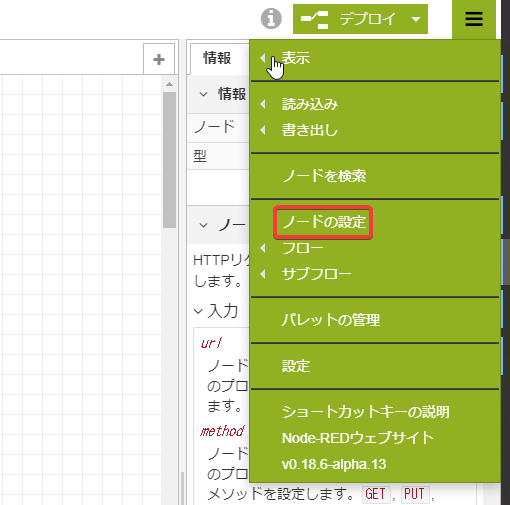 デプロイ
情報
情報
ノード
型
ノー
HTTPリク
します。
入力
url
ノード
のプロ
ます。
method
ノード
のプロ
メソッドを設定します。 GET , PUT ,
表示
読み込み
書き出し
ノードを検索
ノードの設定
フロー
サブフロー
パレットの管理
設定
ショートカットキーの説明
Node-REDウェブサイト
v0.18.6-alpha.13